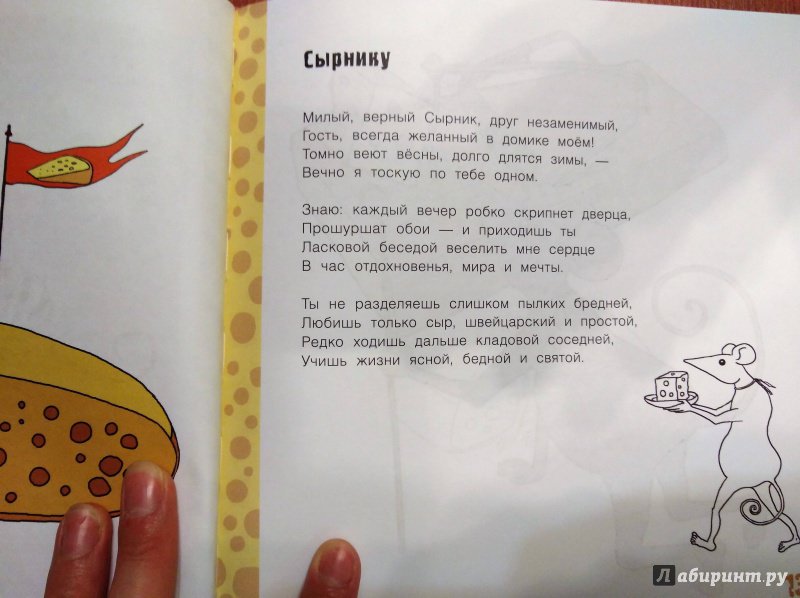 Сырнику
Милый, верный Сырник, друг незаменимый,
Гость, всегда желанный в домике моём!
Томно веют вёсны, долго длятся зимы, —
Вечно я тоскую по тебе одном.
Знаю: каждый вечер робко скрипнет дверца,
Прошуршат обои — и приходишь ты
Ласковой беседой веселить мне сердце
В час отдохновенья, мира и мечты.
Ты не разделяешь слишком пылких бредней,
Любишь только сыр, швейцарский и простой,
Редко ходишь дальше кладовой соседней,
Учишь жизни ясной, бедной и святой.
Лабиринт.ру